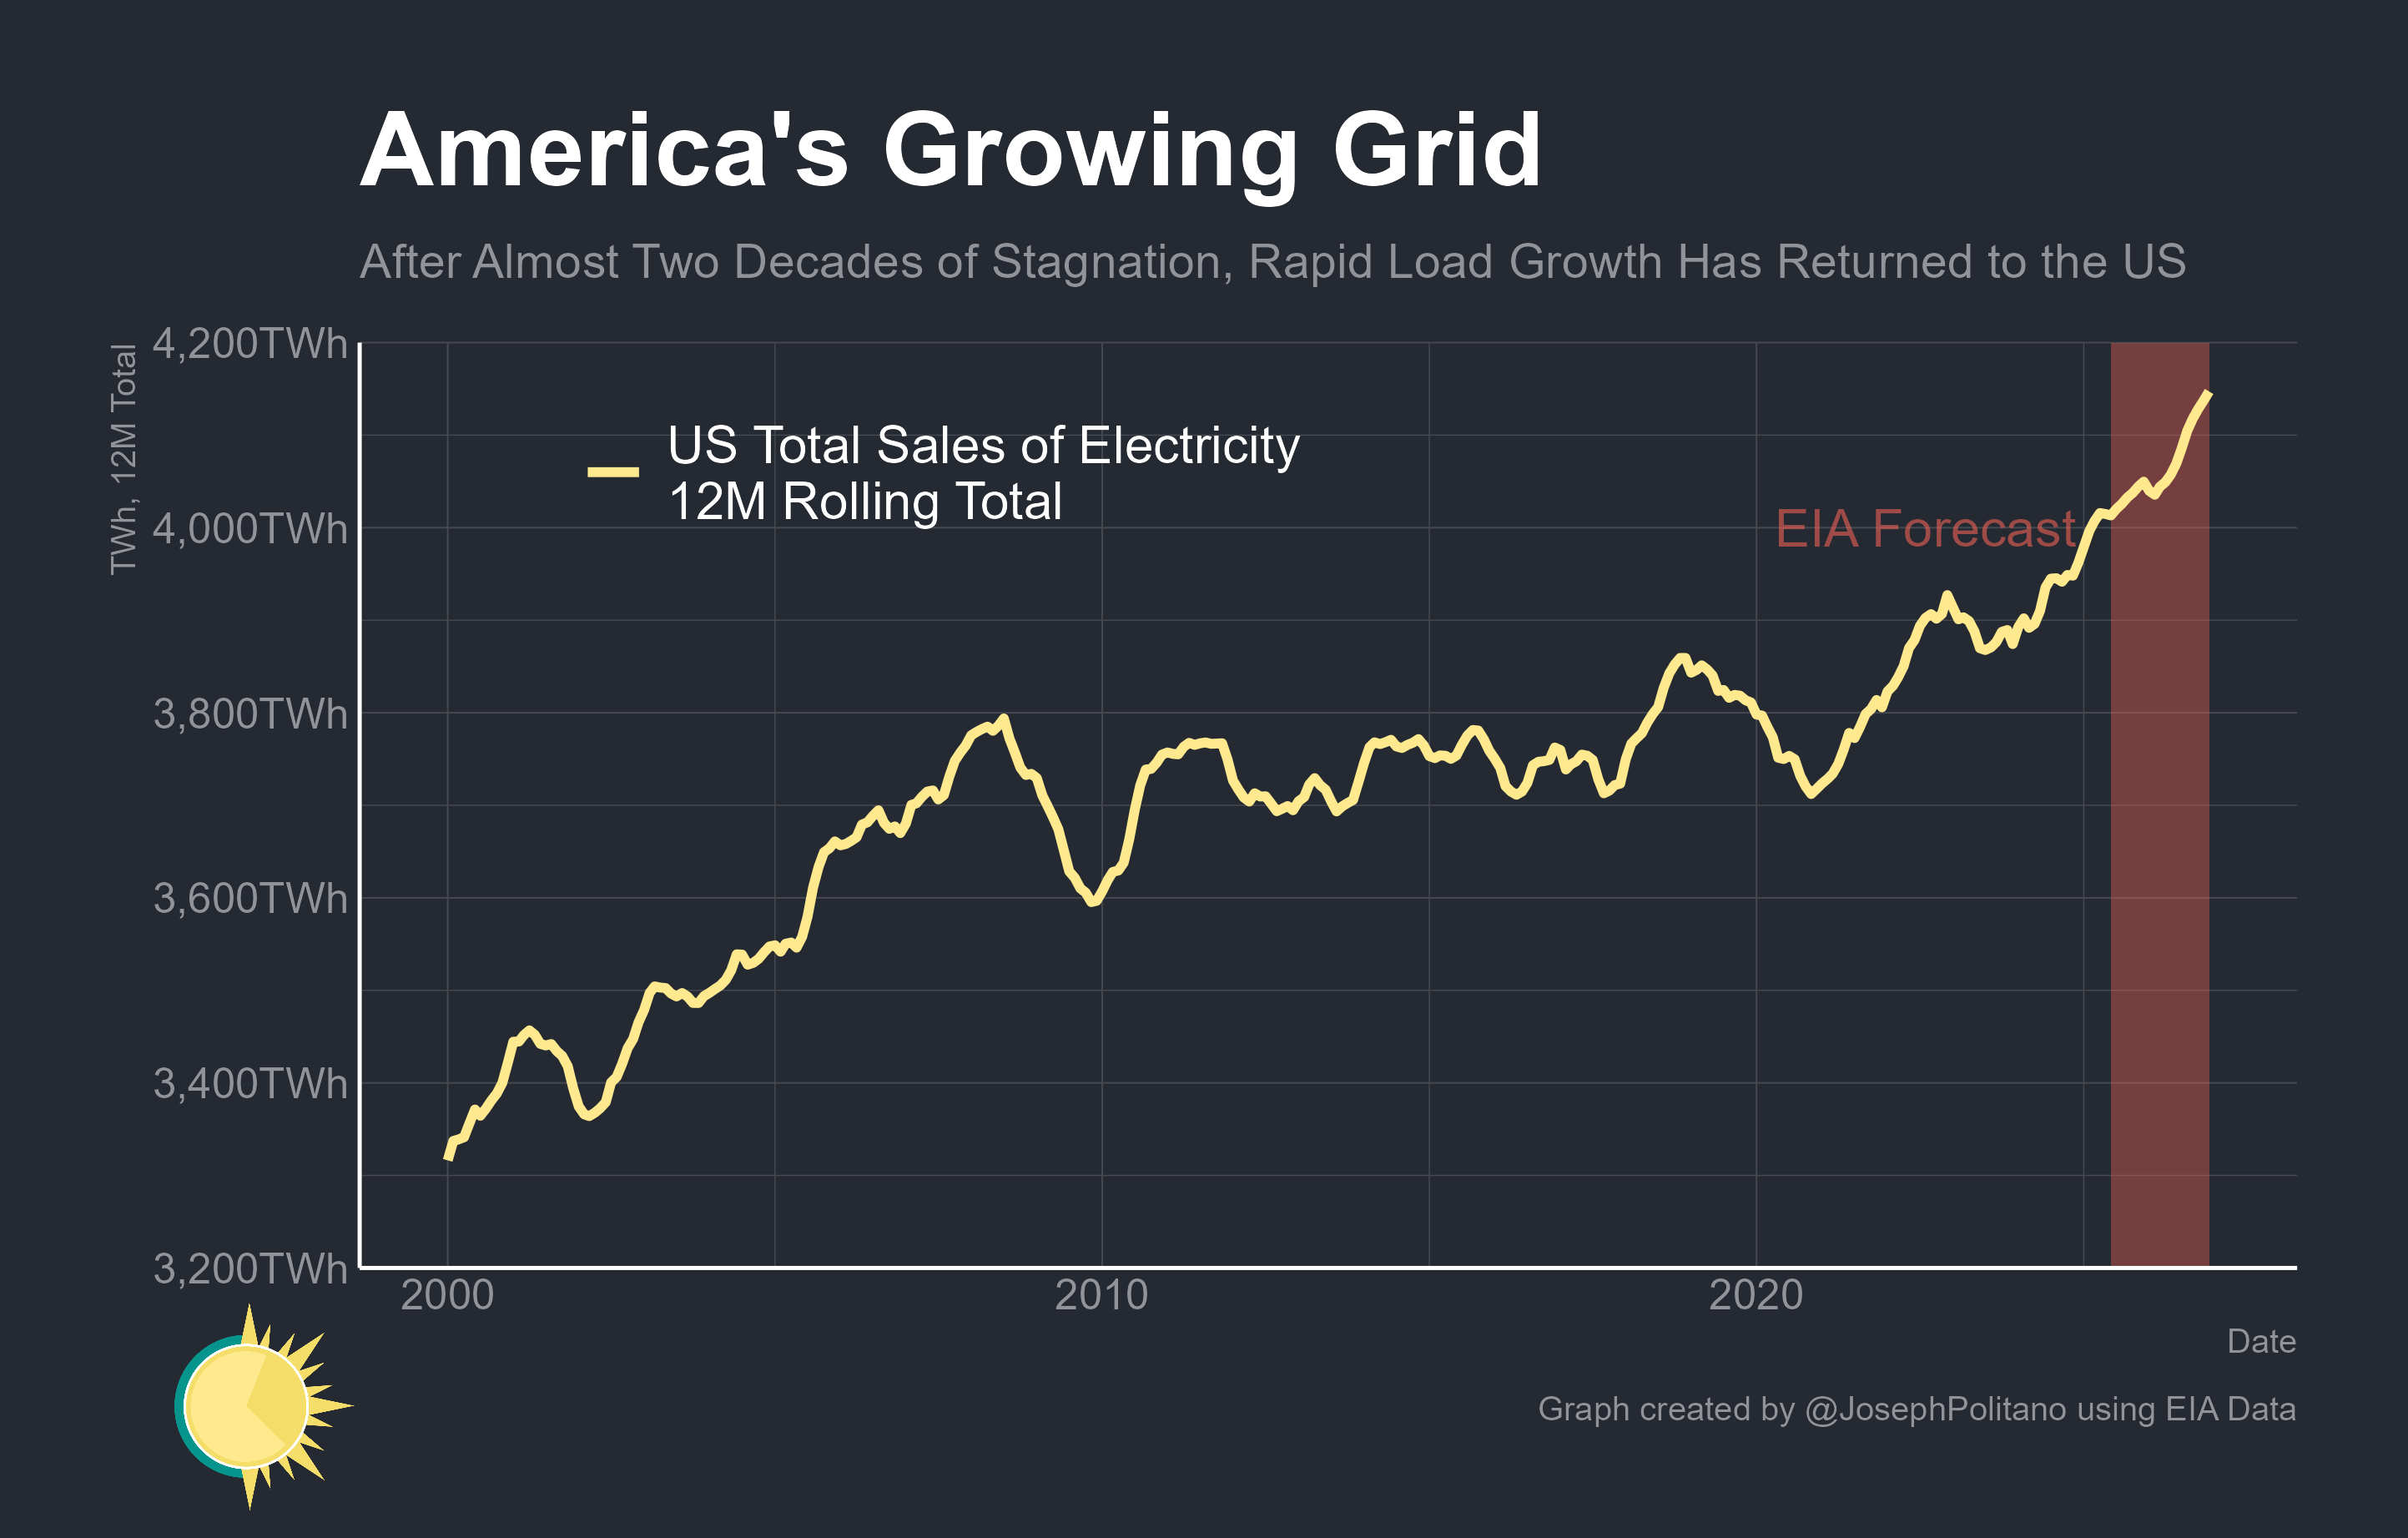 America's Growing Grid
After Almost Two Decades of Stagnation, Rapid Load Growth Has Returned to the US
TWh, 12M Total
4,200TWh
4,000TWh
3,800TWh
3,600TWh
3,400TWh
3,200TWh
US Total Sales of Electricity
12M Rolling Total
EIA Forecast
2000
2010
2020
Date
Graph created by @JosephPolitano using EIA Data